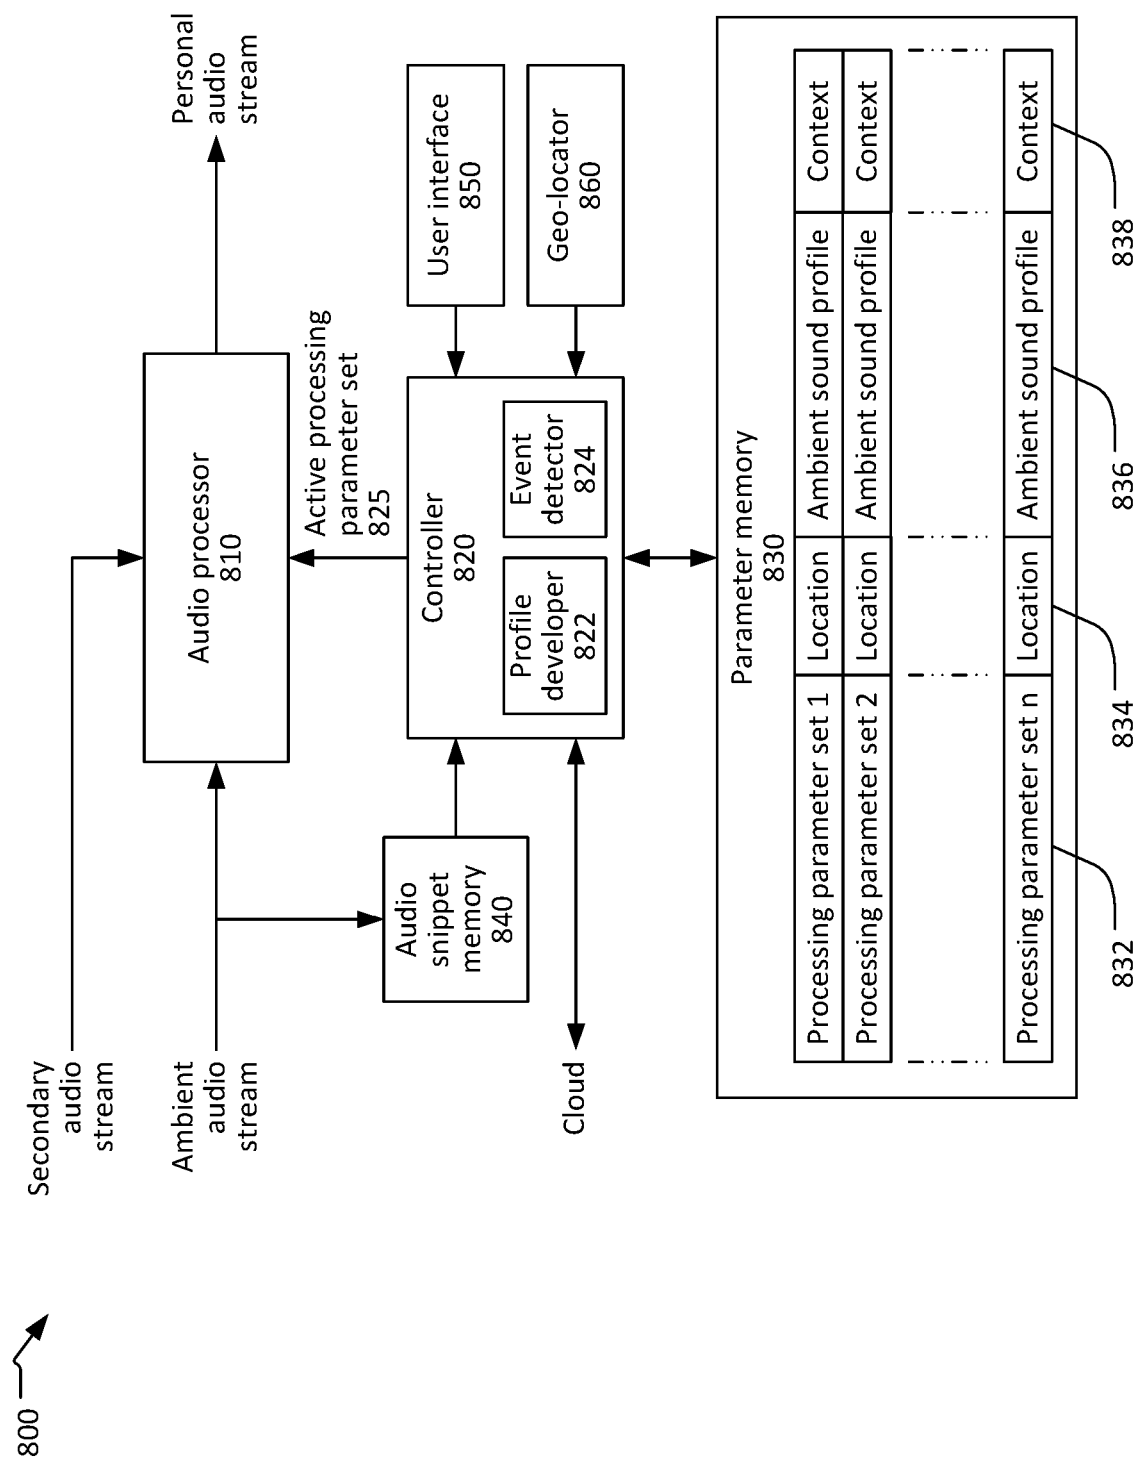 800
Secondary
audio
stream
Ambient
audio
stream
Personal
audio
stream
Audio processor
810
Active processing
parameter set
825
Audio
snippet
memory
840
Controller
820
Profile
developer
822
Event
detector
824
User interface
850
Geo-locator
860
Cloud
Parameter memory
830
Processing parameter set 1 Location Ambient sound profile Context
Processing parameter set 2 Location Ambient sound profile Context
Processing parameter set n Location Ambient sound profile Context
832 834 836 838